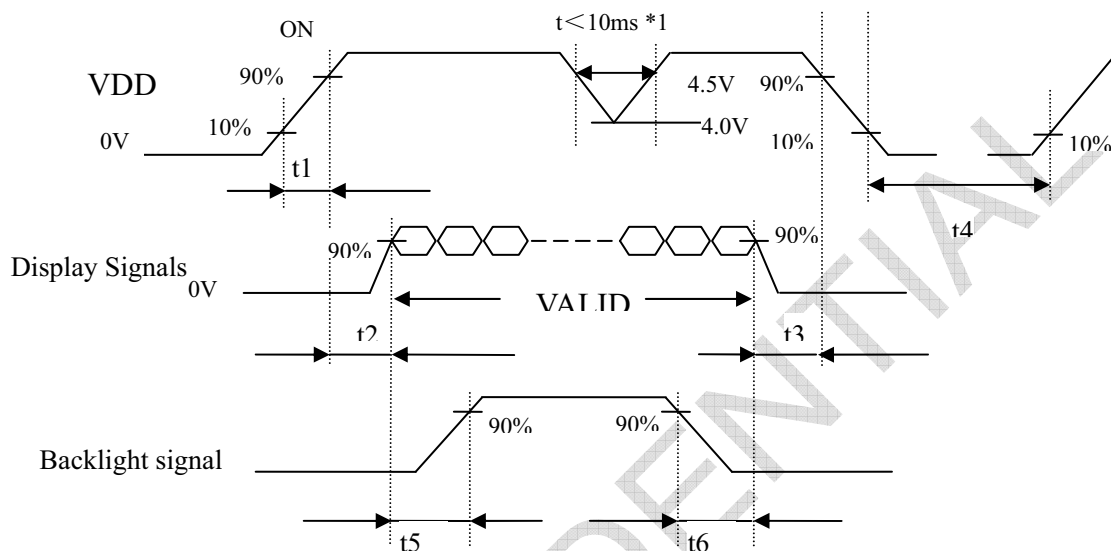 ON
t＜10ms *1
VDD
90%
4.5V
90%
10%
4.0V
10%
10%
0V
t1
t4
90%
90%
Display Signals
0V
VALID
t2
t3
90%
90%
Backlight signal
t5
t6